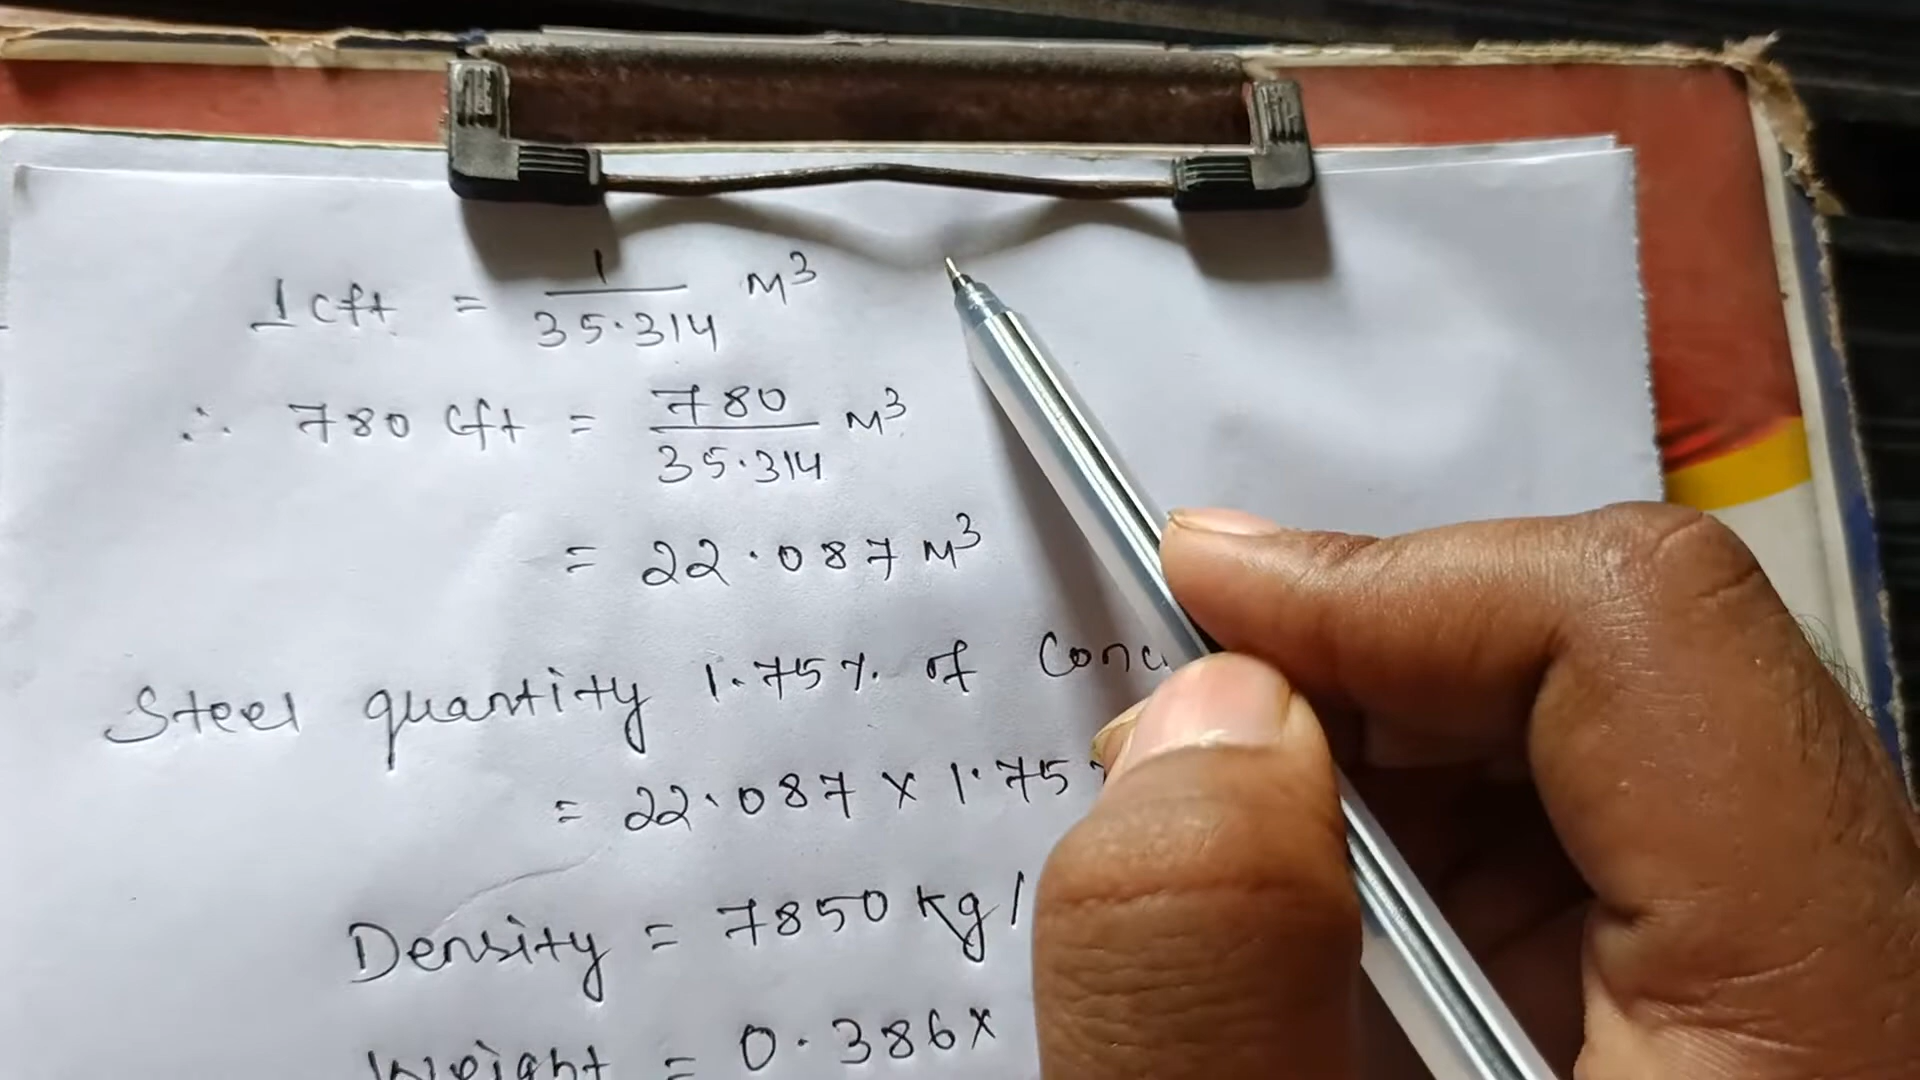 1 cft = 1/35.314 M³
∴ 780 cft = 780/35.314 M³
= 22.087 M³
Steel quantity 1.75% of Conc
= 22.087 x 1.75
Density = 7850 kg/
Weight = 0.386x